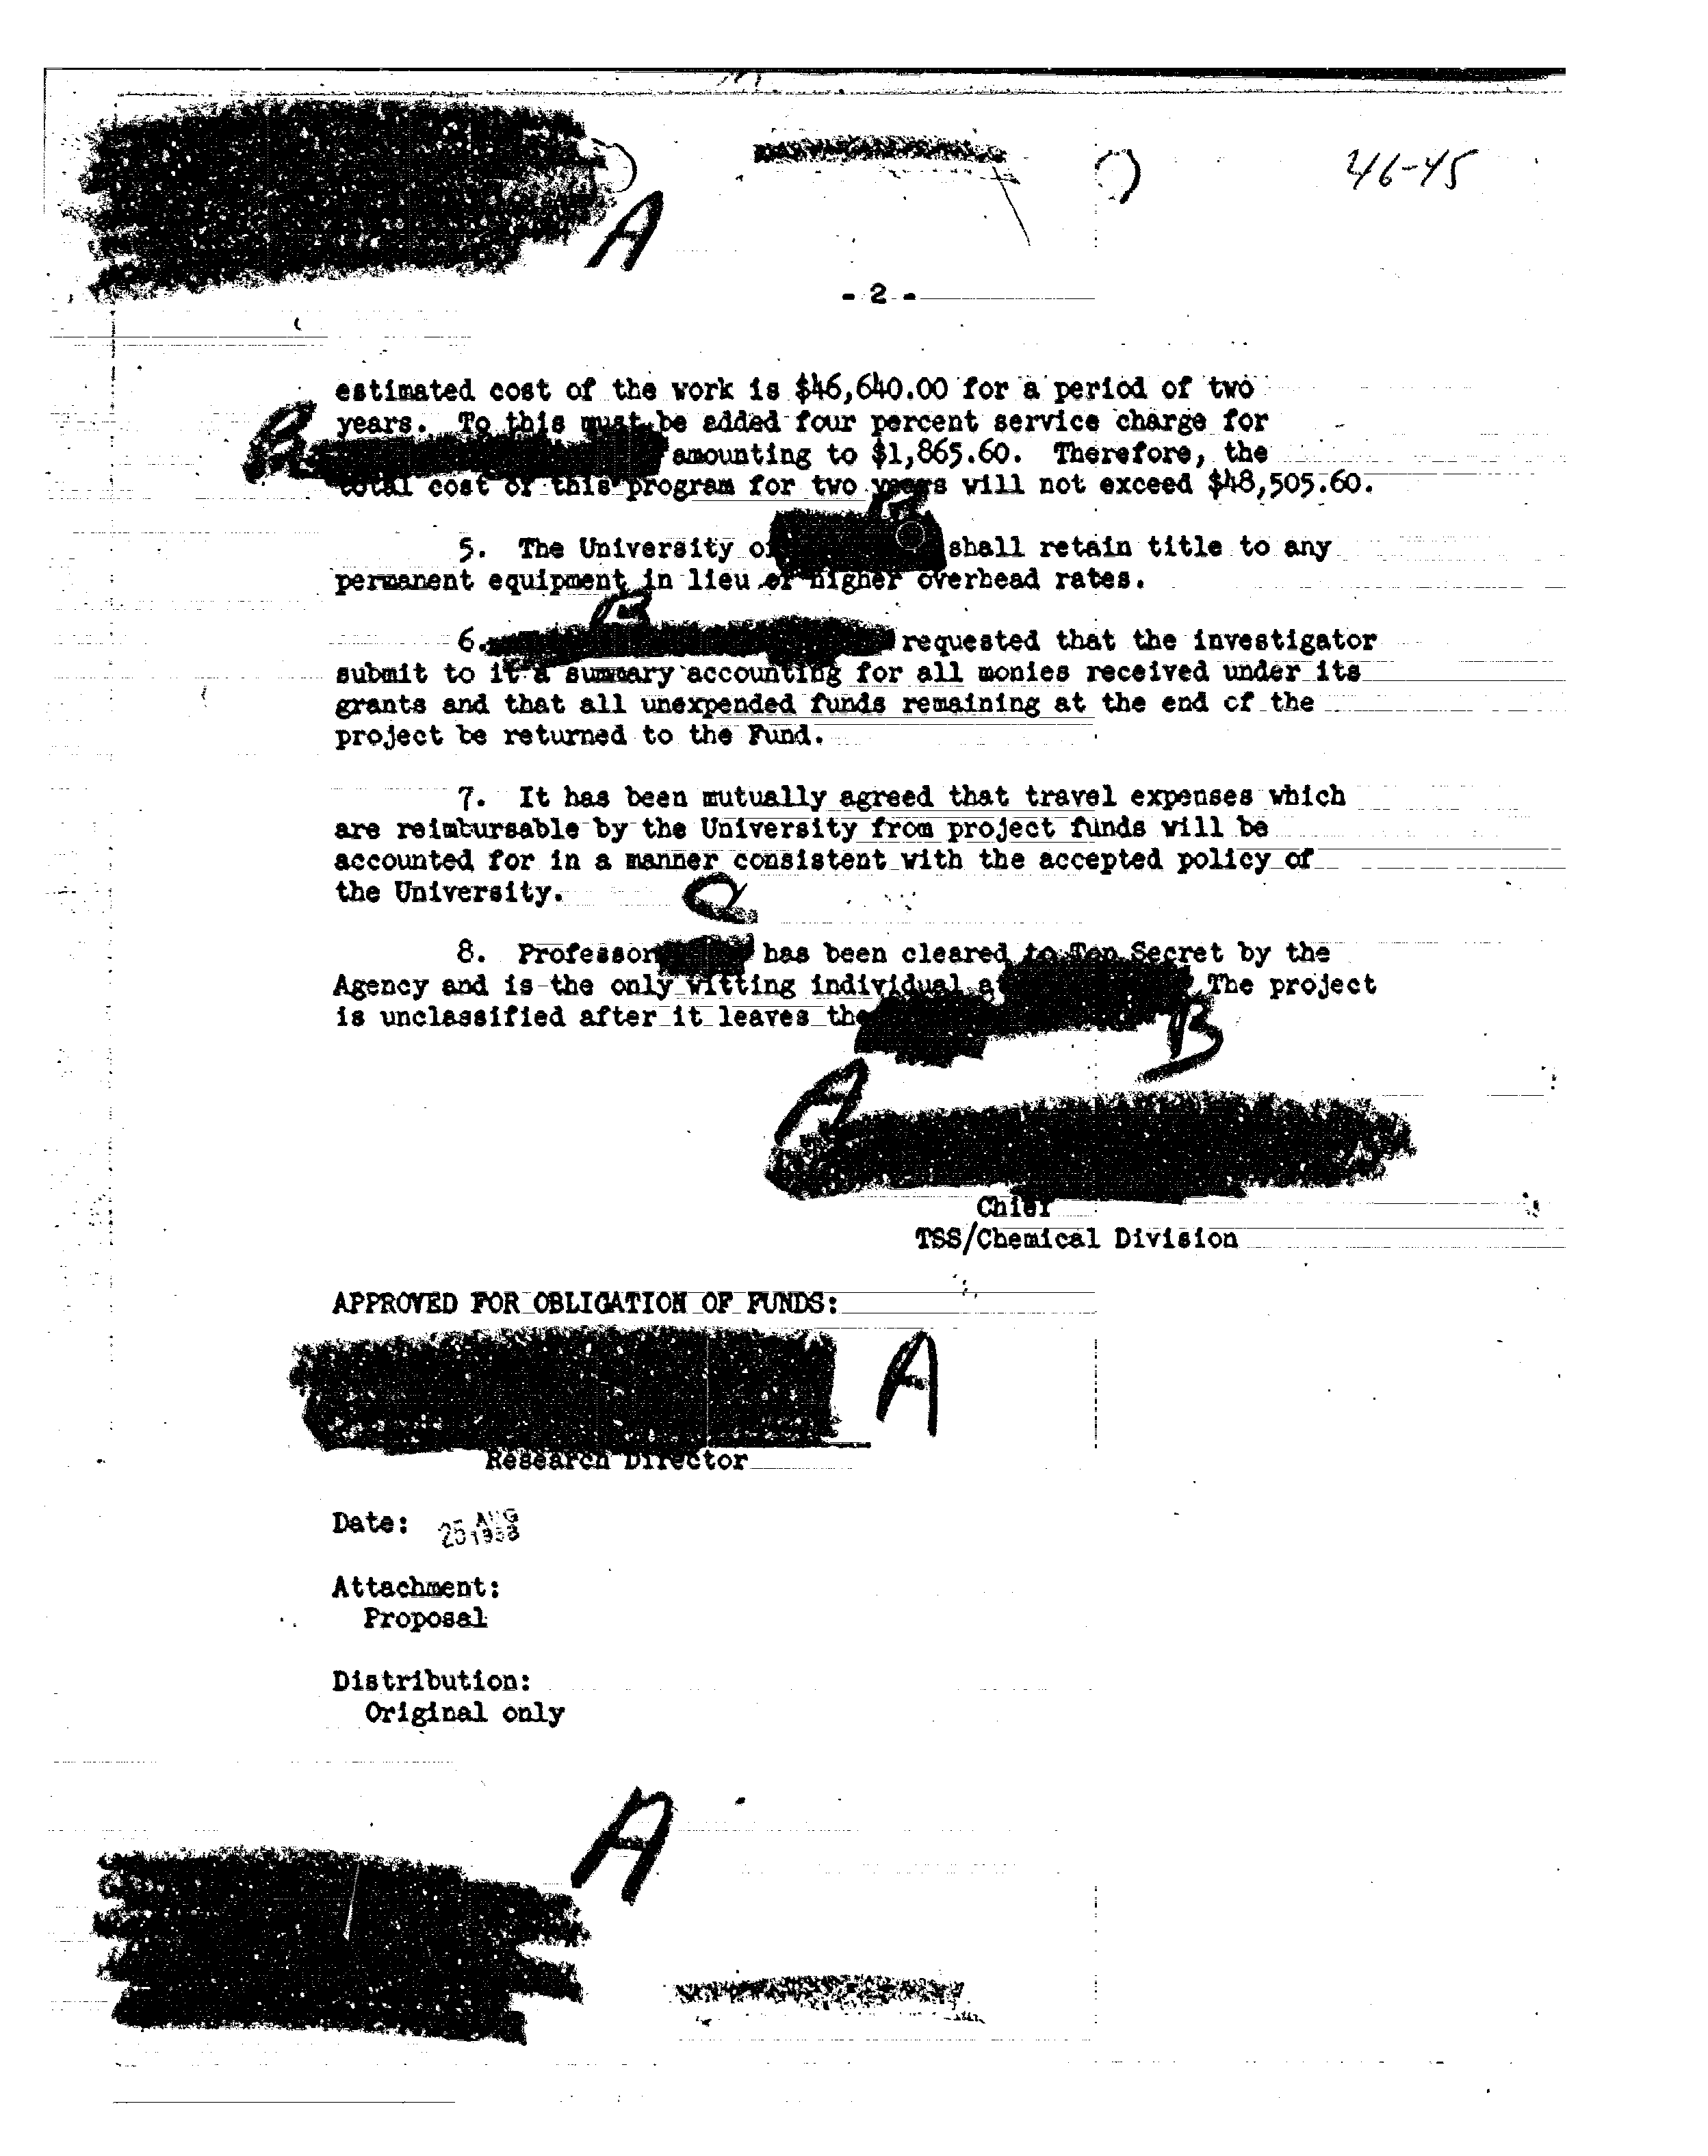 46-45
A
- 2 -
estimated cost of the work is $46,640.00 for a period of two
years. To this must be added four percent service charge for
B amounting to $1,865.60. Therefore, the
total cost of this program for two years will not exceed $48,505.60.
5. The University of shall retain title to any
permanent equipment in lieu of higher overhead rates.
B
6. requested that the investigator
submit to it a summary accounting for all monies received under its
grants and that all unexpended funds remaining at the end of the
project be returned to the Fund.
7. It has been mutually agreed that travel expenses which
are reimbursable by the University from project funds will be
accounted for in a manner consistent with the accepted policy of
the University.
C
8. Professor has been cleared to Top Secret by the
Agency and is the only witting individual a The project
is unclassified after it leaves the
B
A
Chief
TSS/Chemical Division
APPROVED FOR OBLIGATION OF FUNDS:
A
Research Director
Date: 25 AUG
Attachment:
Proposal
Distribution:
Original only
A